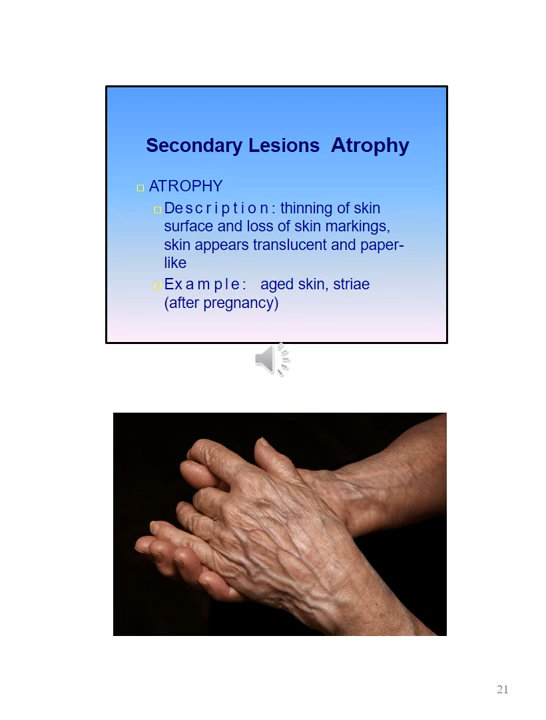 Secondary Lesions Atrophy
ATROPHY
Description: thinning of skin
surface and loss of skin markings,
skin appears translucent and paper-
like
Example: aged skin, striae
(after pregnancy)
21